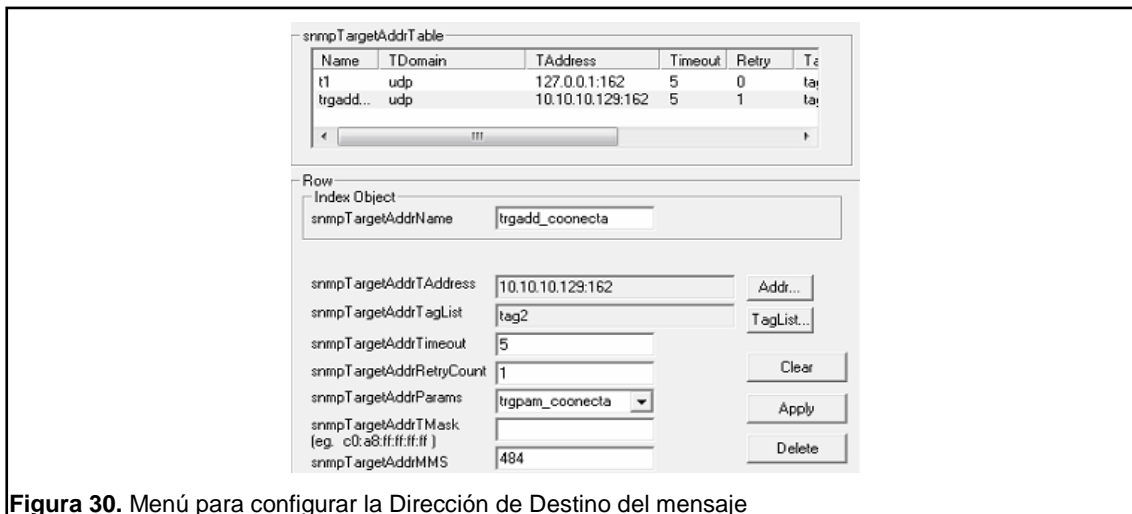 snmpTargetAddrTable
Name TDomain TAddress Timeout Retry Ta
t1 udp 127.0.0.1:162 5 0 ta
trgadd... udp 10.10.10.129:162 5 1 ta
Row
Index Object
snmpTargetAddrName trgadd_coonecta
snmpTargetAddrTAddress 10.10.10.129:162 Addr...
snmpTargetAddrTagList tag2 TagList...
snmpTargetAddrTimeout 5
snmpTargetAddrRetryCount 1 Clear
snmpTargetAddrParams trgpam_coonecta Apply
snmpTargetAddrTMask
(eg. c0:a8:ff:ff:ff:ff )
snmpTargetAddrMMS 484 Delete
Figura 30. Menú para configurar la Dirección de Destino del mensaje